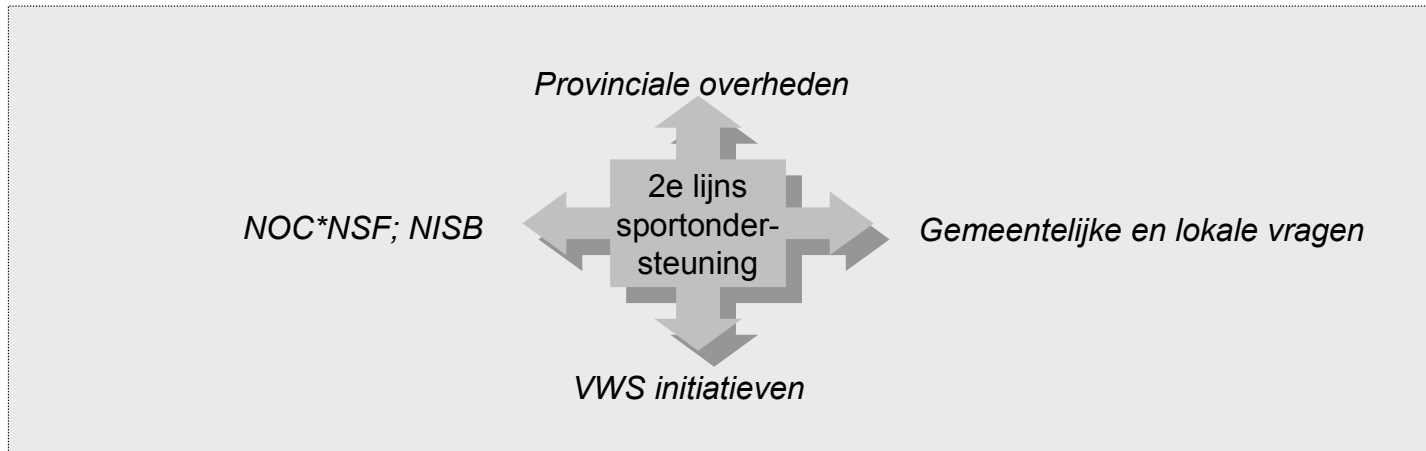 Provinciale overheden
2e lijns
sportonder-
steuning
NOC*NSF; NISB
Gemeentelijke en lokale vragen
VWS initiatieven